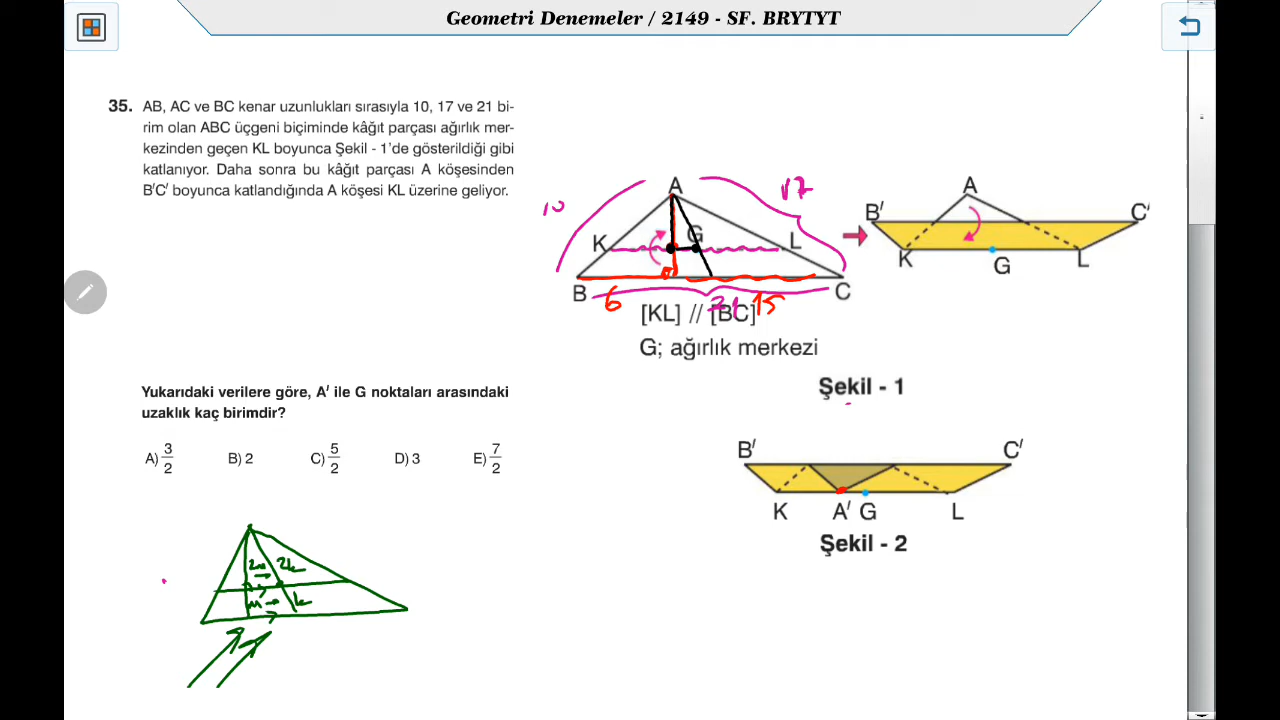 Geometri Denemeler / 2149 - SF. BRYTYT
35. AB, AC ve BC kenar uzunlukları sırasıyla 10, 17 ve 21 bi-
rim olan ABC üçgeni biçiminde kâğıt parçası ağırlık mer-
kezinden geçen KL boyunca Şekil - 1'de gösterildiği gibi
katlanıyor. Daha sonra bu kâğıt parçası A köşesinden
B′C′ boyunca katlandığında A köşesi KL üzerine geliyor.
A
17
10
K
G
L
B
6
21
15
C
[KL] // [BC]
G; ağırlık merkezi
A
B′
C′
K
G
L
Şekil - 1
Yukarıdaki verilere göre, A′ ile G noktaları arasındaki
uzaklık kaç birimdir?
A) 3/2 B) 2 C) 5/2 D) 3 E) 7/2
B′
C′
K
A′
G
L
Şekil - 2
2k
k